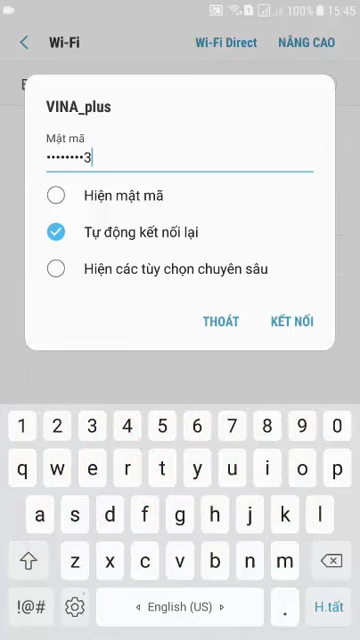 100% 15:45
Wi-Fi Wi-Fi Direct NÂNG CAO
VINA_plus
Mật mã
••••••••3
Hiện mật mã
Tự động kết nối lại
Hiện các tùy chọn chuyên sâu
THOÁT KẾT NỐI
1 2 3 4 5 6 7 8 9 0
q w e r t y u i o p
a s d f g h j k l
z x c v b n m
!@# English (US) . H.tất